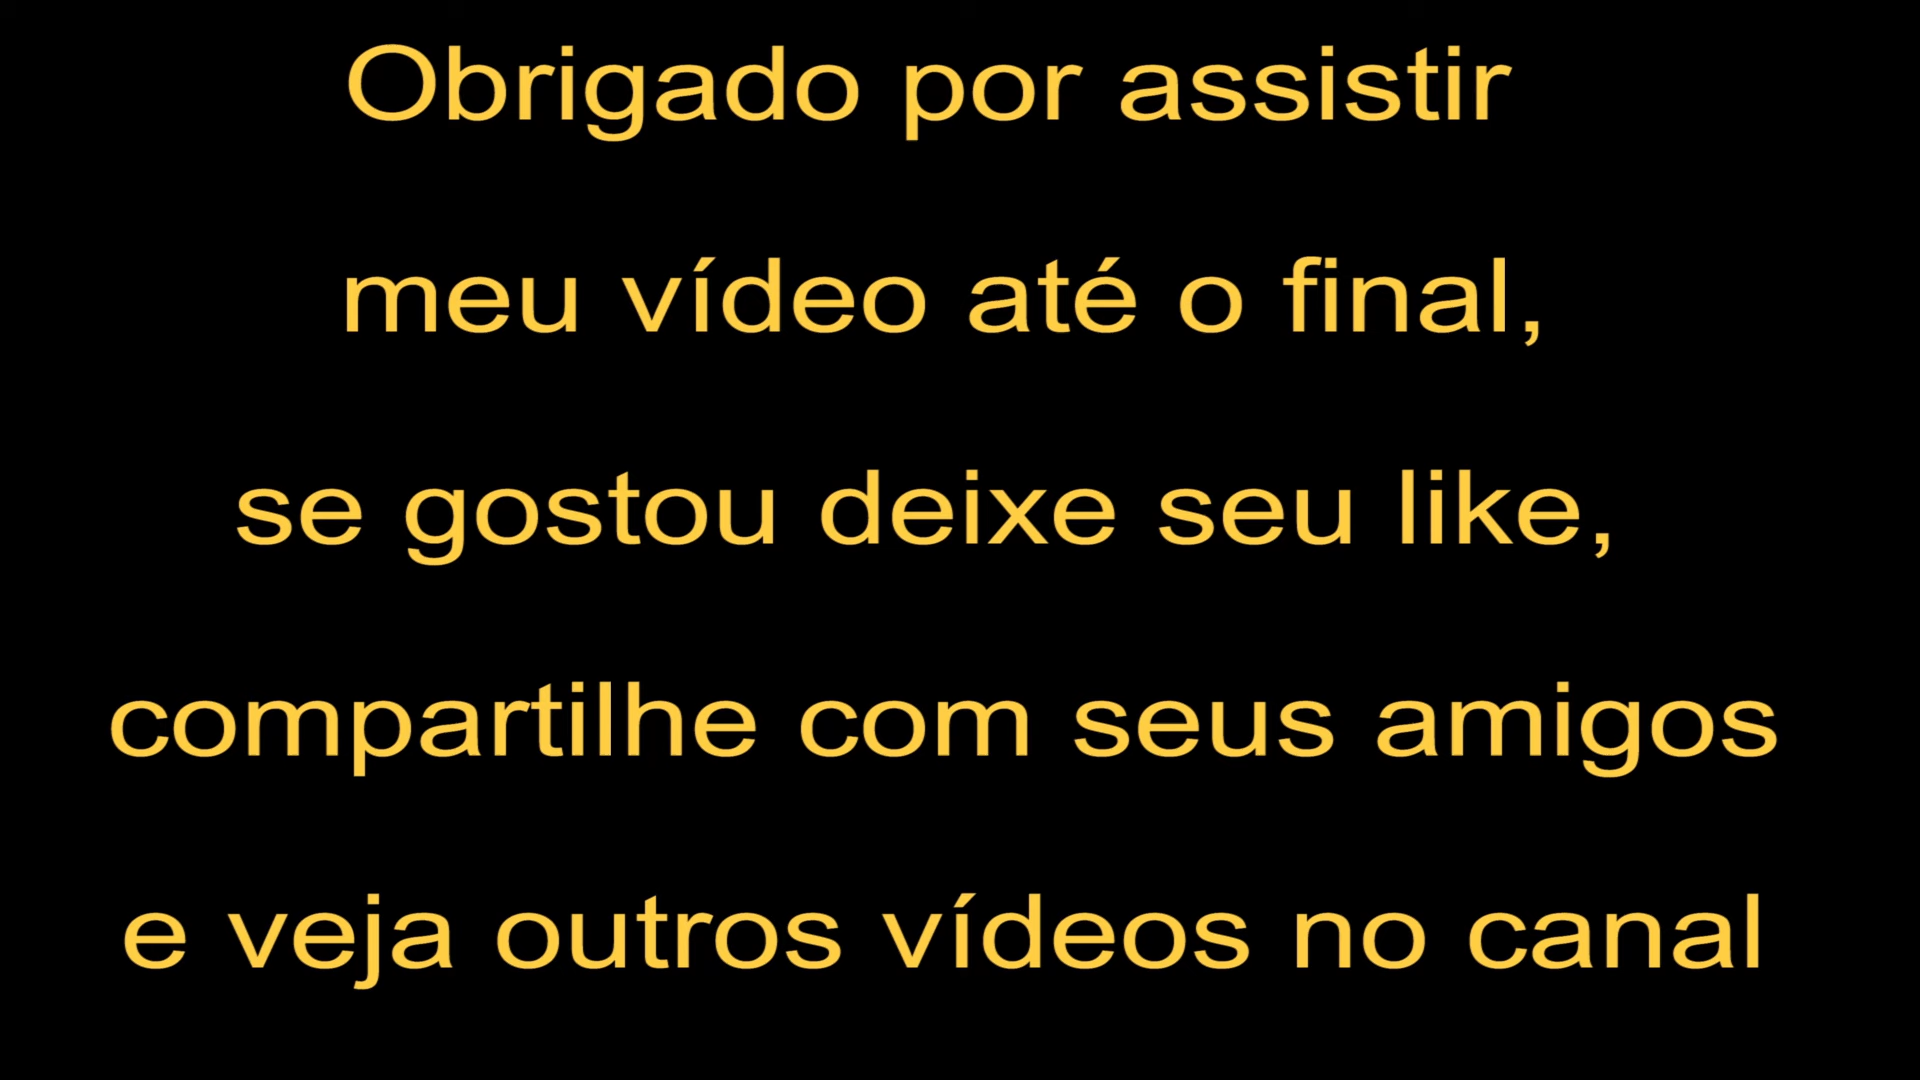 Obrigado por assistir
meu vídeo até o final,
se gostou deixe seu like,
compartilhe com seus amigos
e veja outros vídeos no canal